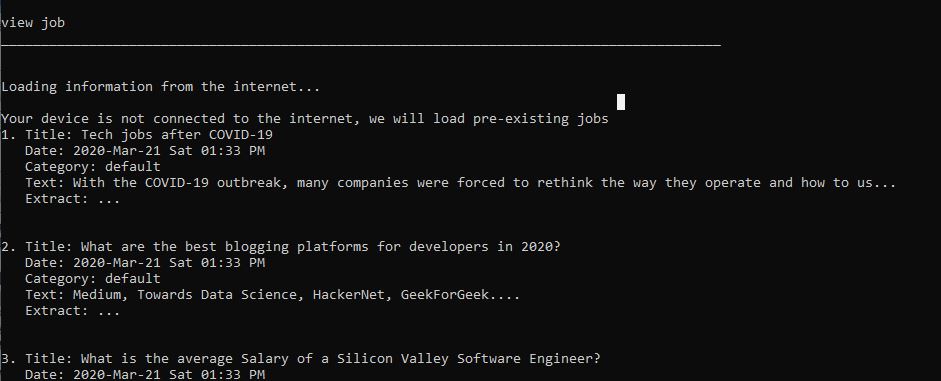 view job
Loading information from the internet...
Your device is not connected to the internet, we will load pre-existing jobs
1. Title: Tech jobs after COVID-19
Date: 2020-Mar-21 Sat 01:33 PM
Category: default
Text: With the COVID-19 outbreak, many companies were forced to rethink the way they operate and how to us...
Extract: ...
2. Title: What are the best blogging platforms for developers in 2020?
Date: 2020-Mar-21 Sat 01:33 PM
Category: default
Text: Medium, Towards Data Science, HackerNet, GeekForGeek....
Extract: ...
3. Title: What is the average Salary of a Silicon Valley Software Engineer?
Date: 2020-Mar-21 Sat 01:33 PM